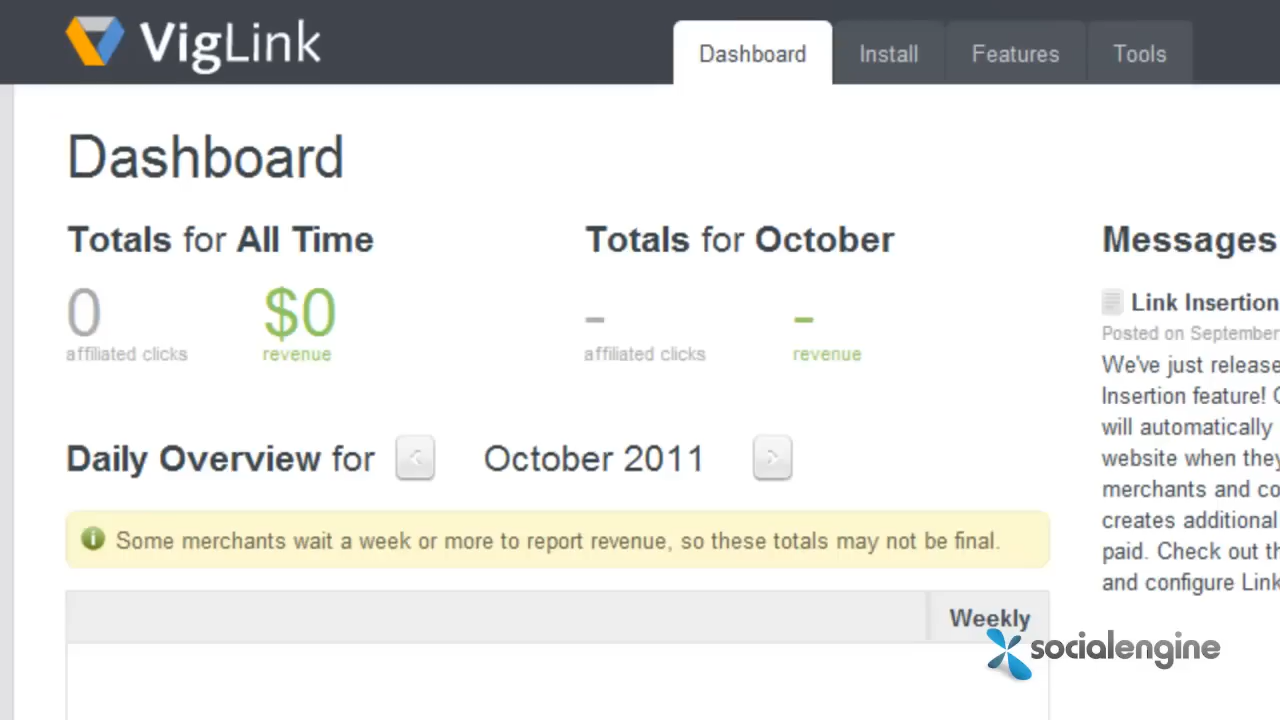 VigLink
Dashboard Install Features Tools
Dashboard
Totals for All Time
0
affiliated clicks
$0
revenue
Totals for October
-
affiliated clicks
-
revenue
Daily Overview for < October 2011 >
Some merchants wait a week or more to report revenue, so these totals may not be final.
Weekly
Messages
Link Insertion
Posted on September
We've just release
Insertion feature!
will automatically
website when they
merchants and co
creates additional
paid. Check out th
and configure Link
socialengine